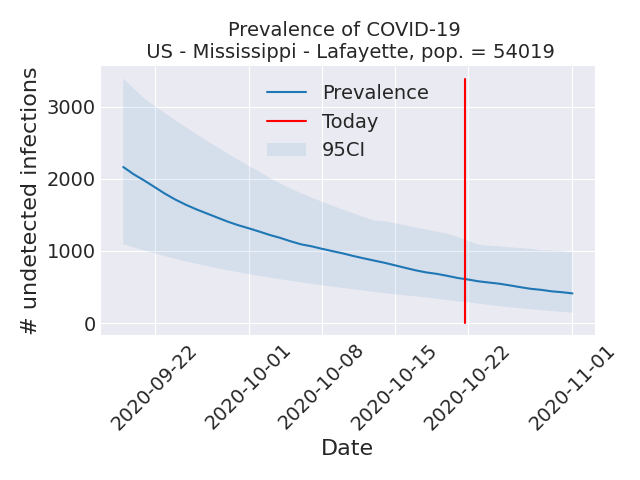 Prevalence of COVID-19
US - Mississippi - Lafayette, pop. = 54019
# undetected infections
3000
2000
1000
0
Prevalence
Today
95CI
2020-09-22
2020-10-01
2020-10-08
2020-10-15
2020-10-22
2020-11-01
Date